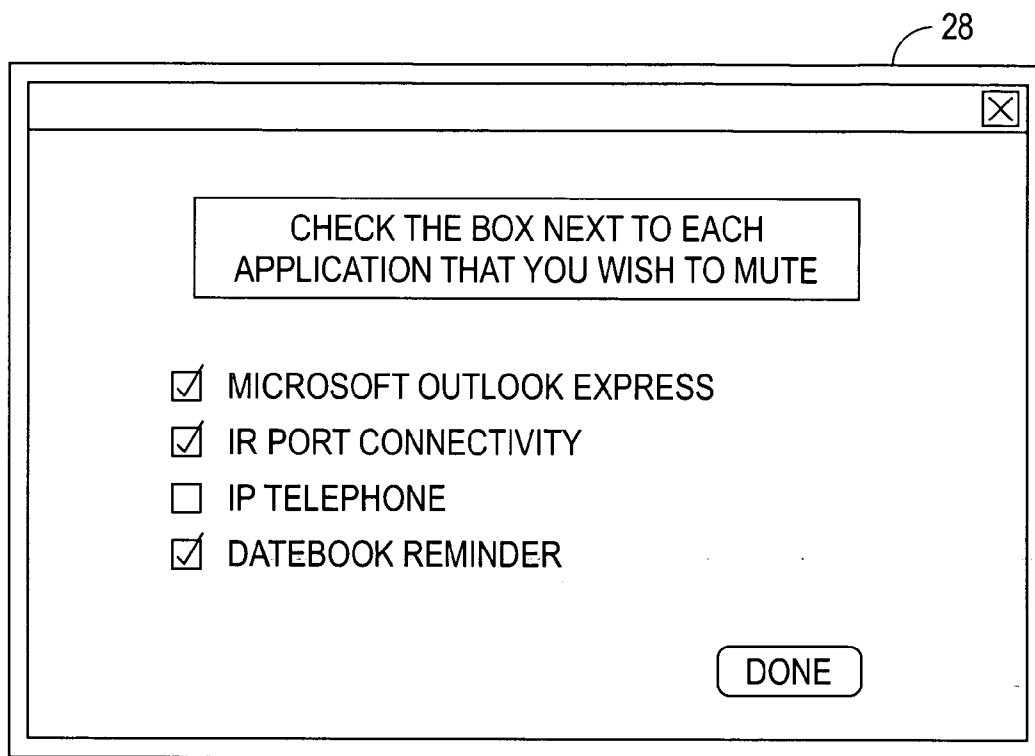 28
CHECK THE BOX NEXT TO EACH
APPLICATION THAT YOU WISH TO MUTE
MICROSOFT OUTLOOK EXPRESS
IR PORT CONNECTIVITY
IP TELEPHONE
DATEBOOK REMINDER
DONE